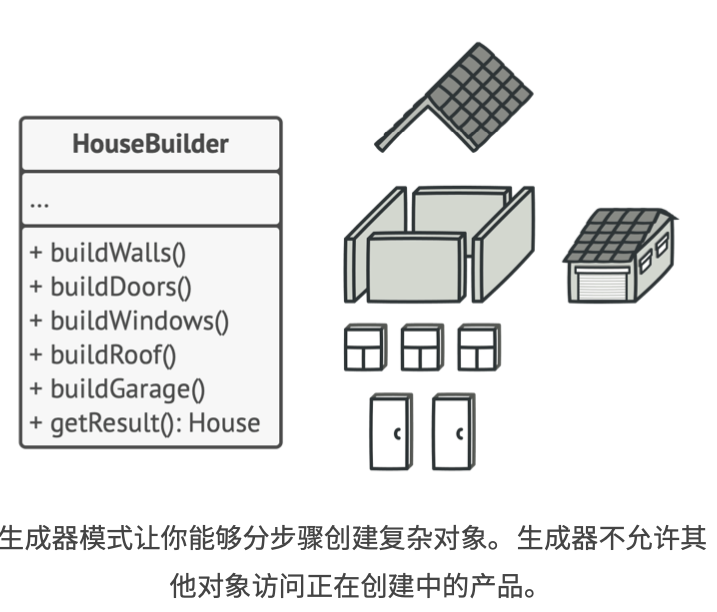 HouseBuilder
...
+ buildWalls()
+ buildDoors()
+ buildWindows()
+ buildRoof()
+ buildGarage()
+ getResult(): House
生成器模式让你能够分步骤创建复杂对象。生成器不允许其
他对象访问正在创建中的产品。